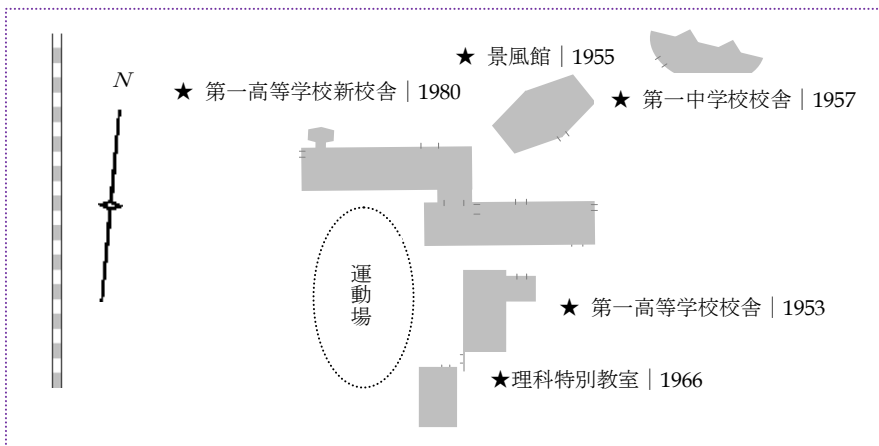 ★ 景風館｜1955
N
★ 第一高等学校新校舎｜1980
★ 第一中学校校舎｜1957
運動場
★ 第一高等学校校舎｜1953
★理科特別教室｜1966